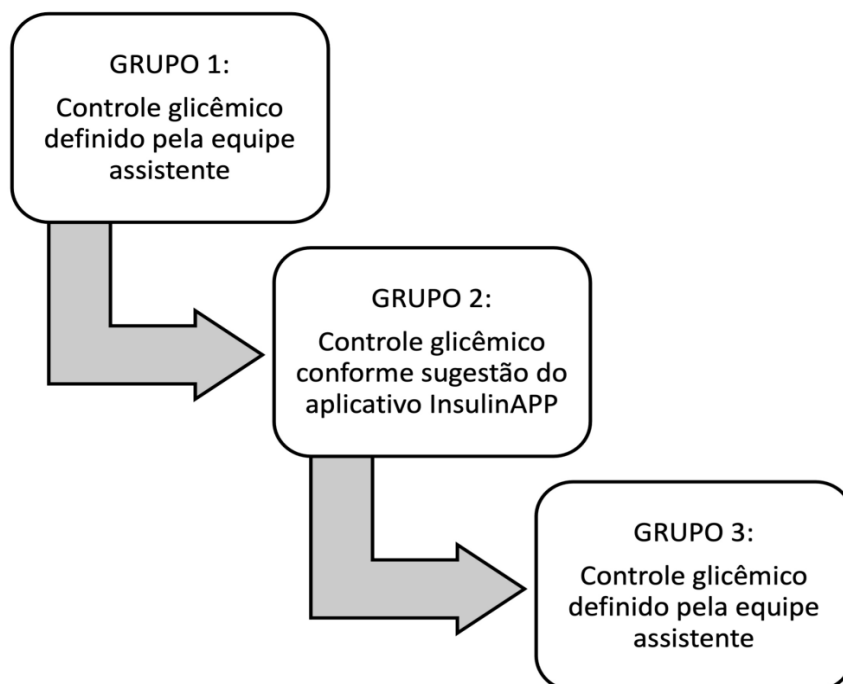 GRUPO 1:
Controle glicêmico
definido pela equipe
assistente
GRUPO 2:
Controle glicêmico
conforme sugestão do
aplicativo InsulinAPP
GRUPO 3:
Controle glicêmico
definido pela equipe
assistente